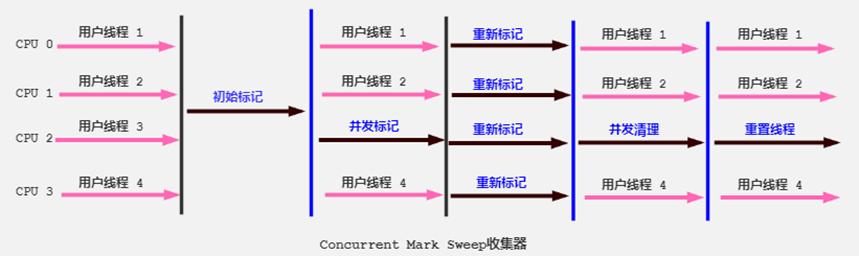 CPU 0 用户线程 1 用户线程 1 重新标记 用户线程 1 用户线程 1
CPU 1 用户线程 2 初始标记 用户线程 2 重新标记 用户线程 2 用户线程 2
CPU 2 用户线程 3 并发标记 重新标记 并发清理 重置线程
CPU 3 用户线程 4 用户线程 4 重新标记 用户线程 4 用户线程 4
Concurrent Mark Sweep收集器